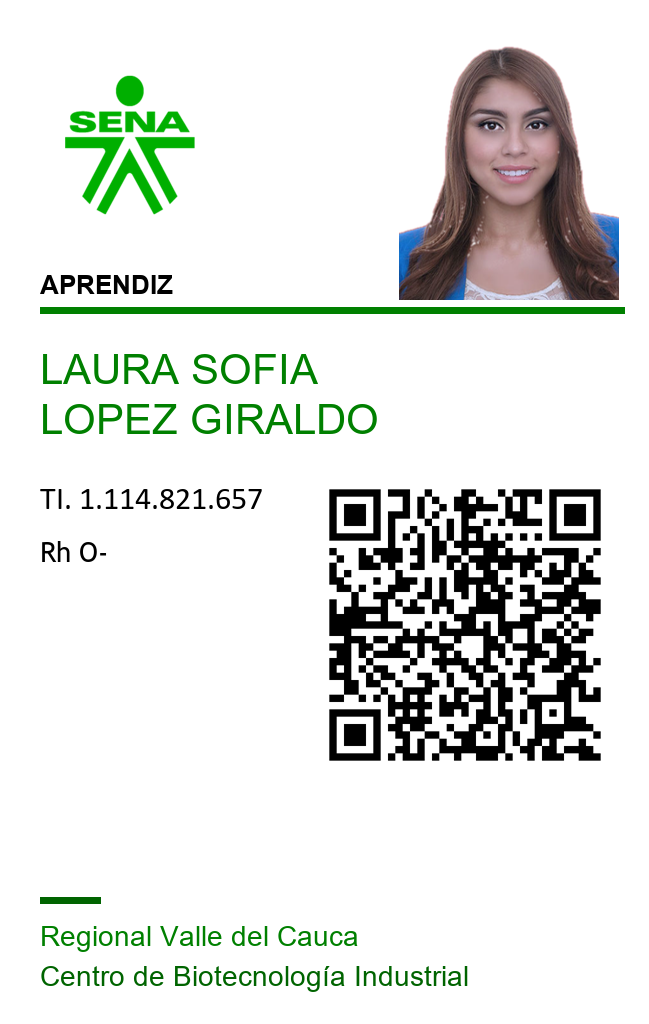 SENA
APRENDIZ
LAURA SOFIA
LOPEZ GIRALDO
TI. 1.114.821.657
Rh O-
Regional Valle del Cauca
Centro de Biotecnología Industrial